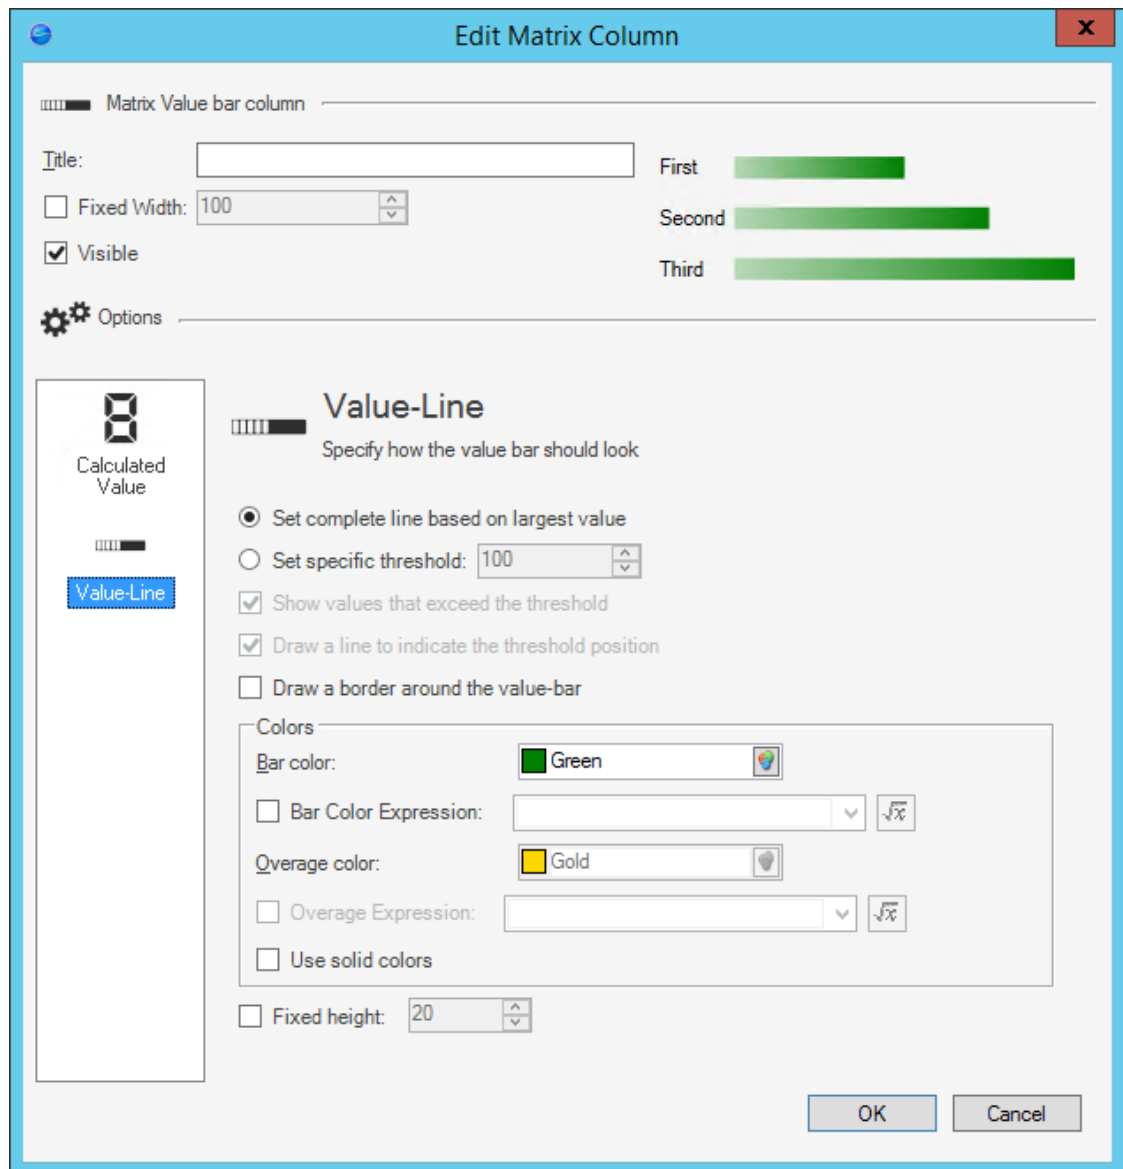 Edit Matrix Column
x
Matrix Value bar column
Title:
Fixed Width: 100
Visible
First
Second
Third
Options
8
Calculated
Value
Value-Line
Value-Line
Specify how the value bar should look
Set complete line based on largest value
Set specific threshold: 100
Show values that exceed the threshold
Draw a line to indicate the threshold position
Draw a border around the value-bar
Colors
Bar color: Green
Bar Color Expression: √x
Overage color: Gold
Overage Expression: √x
Use solid colors
Fixed height: 20
OK Cancel